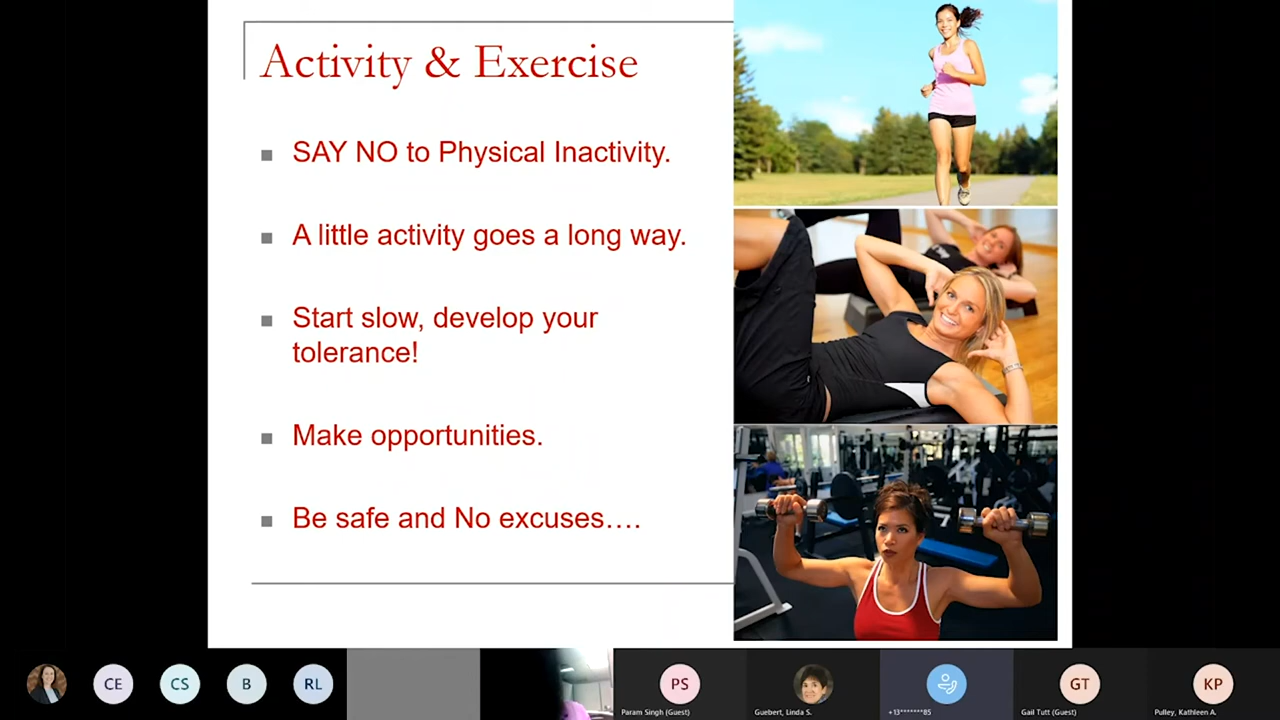 Activity & Exercise
SAY NO to Physical Inactivity.
A little activity goes a long way.
Start slow, develop your
tolerance!
Make opportunities.
Be safe and No excuses….
CE
CS
B
RL
PS
GT
KP
Param Singh (Guest)
Guebert, Linda S.
+13*******85
Gail Tutt (Guest)
Pulley, Kathleen A.